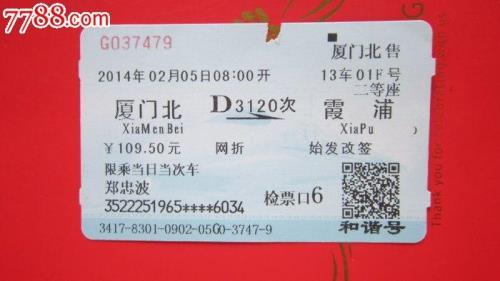 7788.com
G037479
厦门北 售
2014年02月05日08:00开 13车01F号
二等座
厦门北 D3120次 霞浦
XiaMenBei XiaPu
￥109.50元 网折 始发改签
限乘当日当次车
郑忠波
3522251965****6034 检票口6
和谐号
3417-8301-0902-05G0-3747-9
Thank you for your